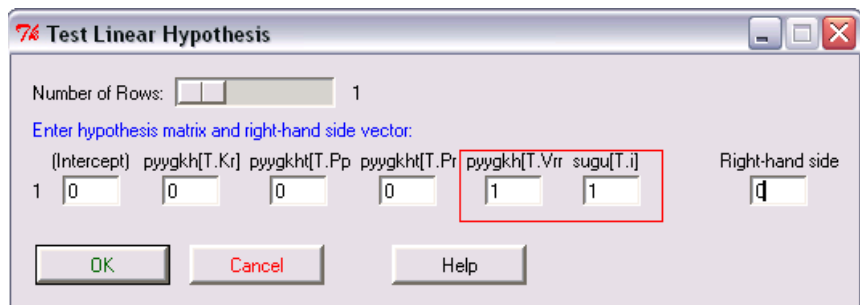 Test Linear Hypothesis
Number of Rows: 1
Enter hypothesis matrix and right-hand side vector:
(Intercept) pyygkh[T.Kr] pyygkht[T.Pp pyygkht[T.Pr pyygkh[T.Vrr sugu[T.i] Right-hand side
1 0 0 0 0 1 1 0
OK Cancel Help